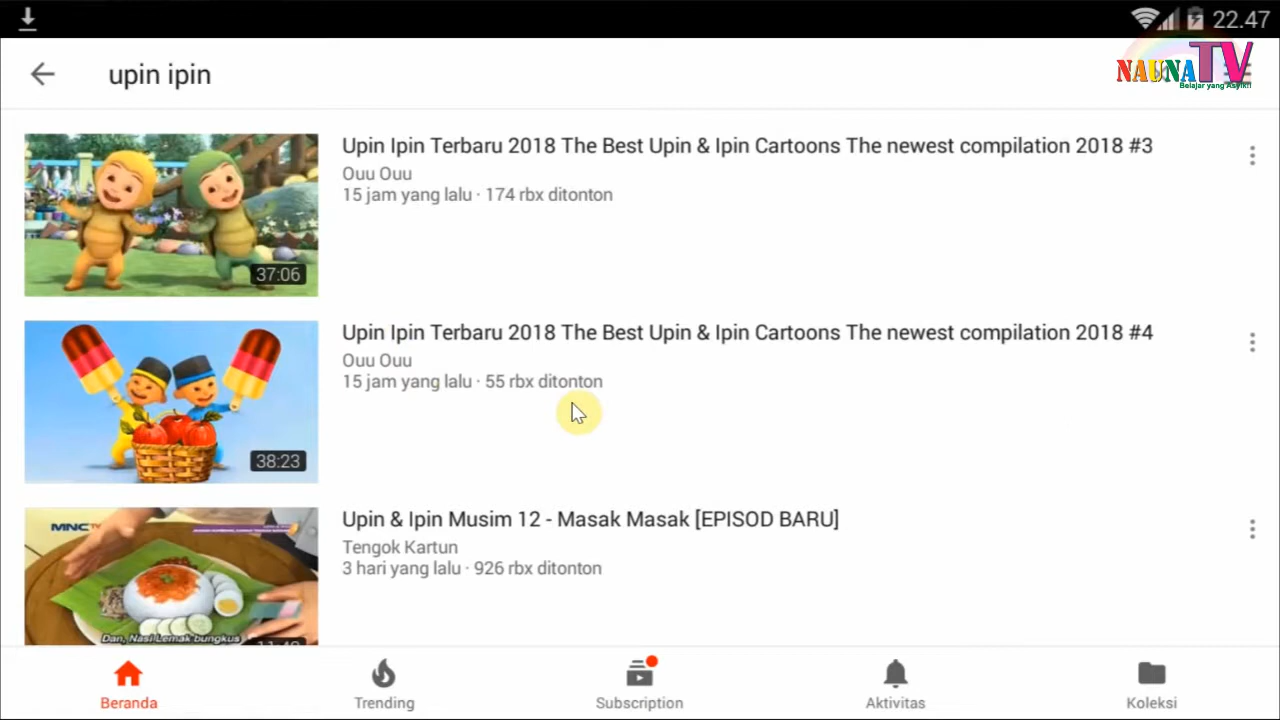 22.47
NAUNA TV
Belajar yang Asyik!!
upin ipin
Upin Ipin Terbaru 2018 The Best Upin & Ipin Cartoons The newest compilation 2018 #3
Ouu Ouu
15 jam yang lalu · 174 rbx ditonton
37:06
Upin Ipin Terbaru 2018 The Best Upin & Ipin Cartoons The newest compilation 2018 #4
Ouu Ouu
15 jam yang lalu · 55 rbx ditonton
38:23
Upin & Ipin Musim 12 - Masak Masak [EPISOD BARU]
Tengok Kartun
3 hari yang lalu · 926 rbx ditonton
MNCTV
Dan, Nasi Lemak bungkus
Beranda
Trending
Subscription
Aktivitas
Koleksi